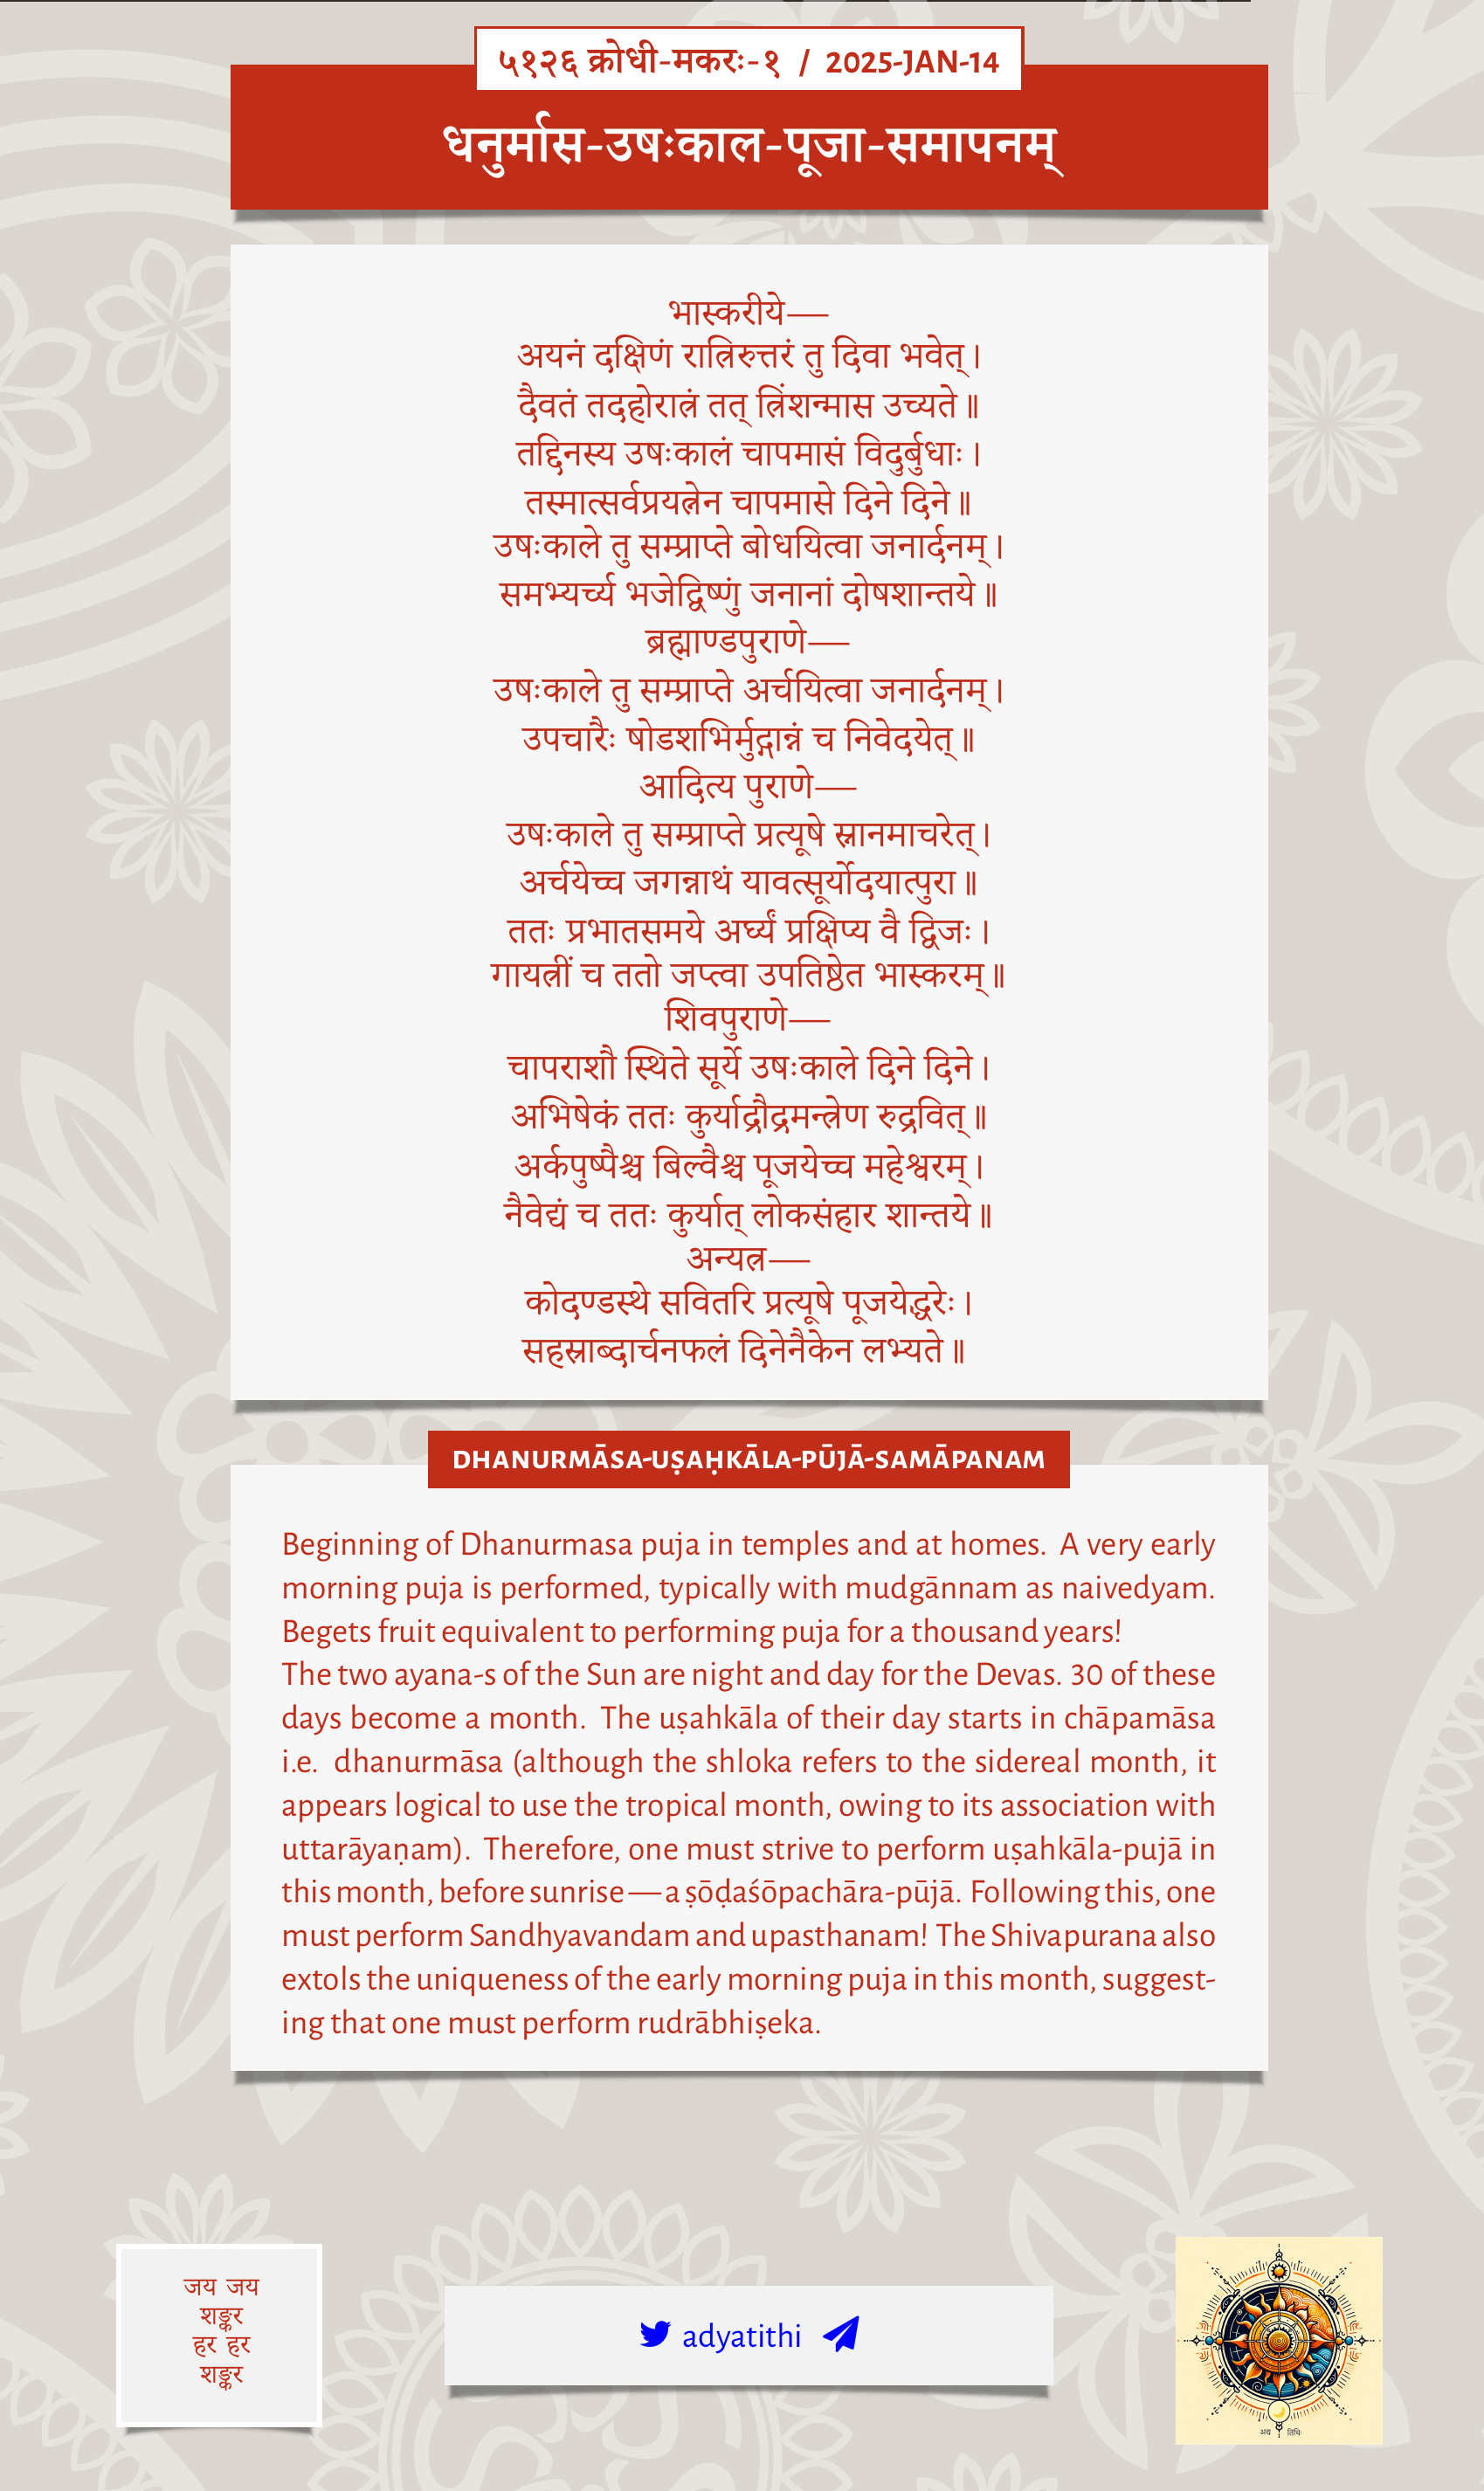 ५१२६ क्रोधी-मकरः-१ / 2025-JAN-14
धनुर्मास-उषःकाल-पूजा-समापनम्
भास्करीये—
अयनं दक्षिणं रात्रिरुत्तरं तु दिवा भवेत्।
दैवतं तदहोरात्रं तत् त्रिंशन्मास उच्यते॥
तद्दिनस्य उषःकालं चापमासं विदुर्बुधाः।
तस्मात्सर्वप्रयत्नेन चापमासे दिने दिने॥
उषःकाले तु सम्प्राप्ते बोधयित्वा जनार्दनम्।
समभ्यर्च्य भजेद्विष्णुं जनानां दोषशान्तये॥
ब्रह्माण्डपुराणे—
उषःकाले तु सम्प्राप्ते अर्चयित्वा जनार्दनम्।
उपचारैः षोडशभिर्मुद्गान्नं च निवेदयेत्॥
आदित्य पुराणे—
उषःकाले तु सम्प्राप्ते प्रत्यूषे स्नानमाचरेत्।
अर्चयेच्च जगन्नाथं यावत्सूर्योदयात्पुरा॥
ततः प्रभातसमये अर्घ्यं प्रक्षिप्य वै द्विजः।
गायत्रीं च ततो जप्त्वा उपतिष्ठेत भास्करम्॥
शिवपुराणे—
चापराशौ स्थिते सूर्ये उषःकाले दिने दिने।
अभिषेकं ततः कुर्याद्रौद्रमन्त्रेण रुद्रवित्॥
अर्कपुष्पैश्च बिल्वैश्च पूजयेच्च महेश्वरम्।
नैवेद्यं च ततः कुर्यात् लोकसंहार शान्तये॥
अन्यत्र—
कोदण्डस्थे सवितरि प्रत्यूषे पूजयेद्धरेः।
सहस्राब्दार्चनफलं दिनेनैकेन लभ्यते॥
DHANURMĀSA-UṢAḤKĀLA-PŪJĀ-SAMĀPANAM
Beginning of Dhanurmasa puja in temples and at homes. A very early
morning puja is performed, typically with mudgānnam as naivedyam.
Begets fruit equivalent to performing puja for a thousand years!
The two ayana-s of the Sun are night and day for the Devas. 30 of these
days become a month. The uṣahkāla of their day starts in chāpamāsa
i.e. dhanurmāsa (although the shloka refers to the sidereal month, it
appears logical to use the tropical month, owing to its association with
uttarāyaṇam). Therefore, one must strive to perform uṣahkāla-pujā in
this month, before sunrise — a ṣōḍaśōpachāra-pūjā. Following this, one
must perform Sandhyavandam and upasthanam! The Shivapurana also
extols the uniqueness of the early morning puja in this month, suggest-
ing that one must perform rudrābhiṣeka.
जय जय
शङ्कर
हर हर
शङ्कर
adyatithi
अद्य तिथिः